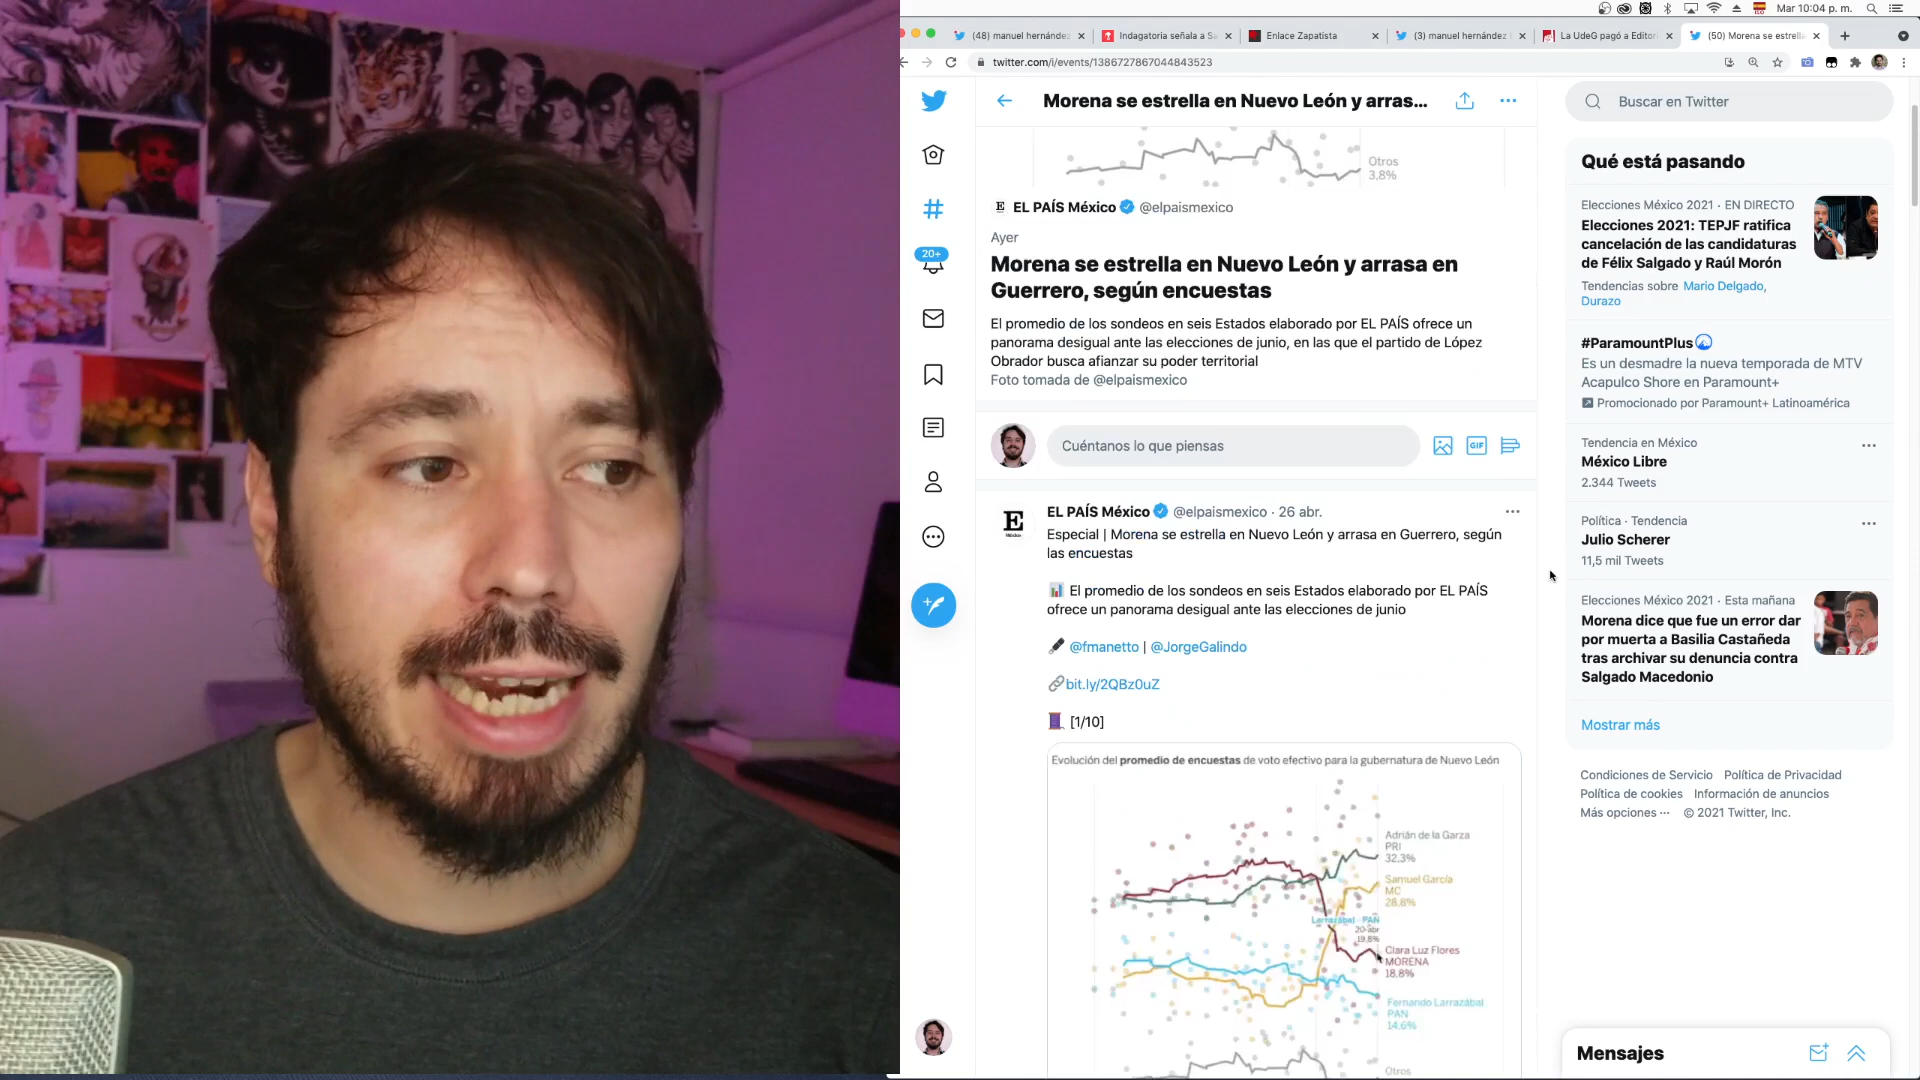 Mar 10:04 p. m.
(48) manuel hernández
Indagatoria señala a Sa
Enlace Zapatista
(3) manuel hernández
La UdeG pagó a Editori
(50) Morena se estrella
twitter.com/i/events/1386727867044843523
Morena se estrella en Nuevo León y arras...
Otros
3,8%
EL PAÍS México @elpaismexico
Ayer
Morena se estrella en Nuevo León y arrasa en
Guerrero, según encuestas
El promedio de los sondeos en seis Estados elaborado por EL PAÍS ofrece un
panorama desigual ante las elecciones de junio, en las que el partido de López
Obrador busca afianzar su poder territorial
Foto tomada de @elpaismexico
20+
Cuéntanos lo que piensas
GIF
EL PAÍS México @elpaismexico · 26 abr.
Especial | Morena se estrella en Nuevo León y arrasa en Guerrero, según
las encuestas
El promedio de los sondeos en seis Estados elaborado por EL PAÍS
ofrece un panorama desigual ante las elecciones de junio
@fmanetto | @JorgeGalindo
bit.ly/2QBz0uZ
[1/10]
Evolución del promedio de encuestas de voto efectivo para la gubernatura de Nuevo León
Adrián de la Garza
PRI
32,3%
Samuel García
MC
28,8%
Larrazábal · PAN
20-abr
19,8%
Clara Luz Flores
MORENA
18,8%
Fernando Larrazábal
PAN
14,6%
Otros
Buscar en Twitter
Qué está pasando
Elecciones México 2021 · EN DIRECTO
Elecciones 2021: TEPJF ratifica
cancelación de las candidaturas
de Félix Salgado y Raúl Morón
Tendencias sobre Mario Delgado,
Durazo
#ParamountPlus
Es un desmadre la nueva temporada de MTV
Acapulco Shore en Paramount+
Promocionado por Paramount+ Latinoamérica
Tendencia en México
México Libre
2.344 Tweets
Política · Tendencia
Julio Scherer
11,5 mil Tweets
Elecciones México 2021 · Esta mañana
Morena dice que fue un error dar
por muerta a Basilia Castañeda
tras archivar su denuncia contra
Salgado Macedonio
Mostrar más
Condiciones de Servicio Política de Privacidad
Política de cookies Información de anuncios
Más opciones ··· © 2021 Twitter, Inc.
Mensajes